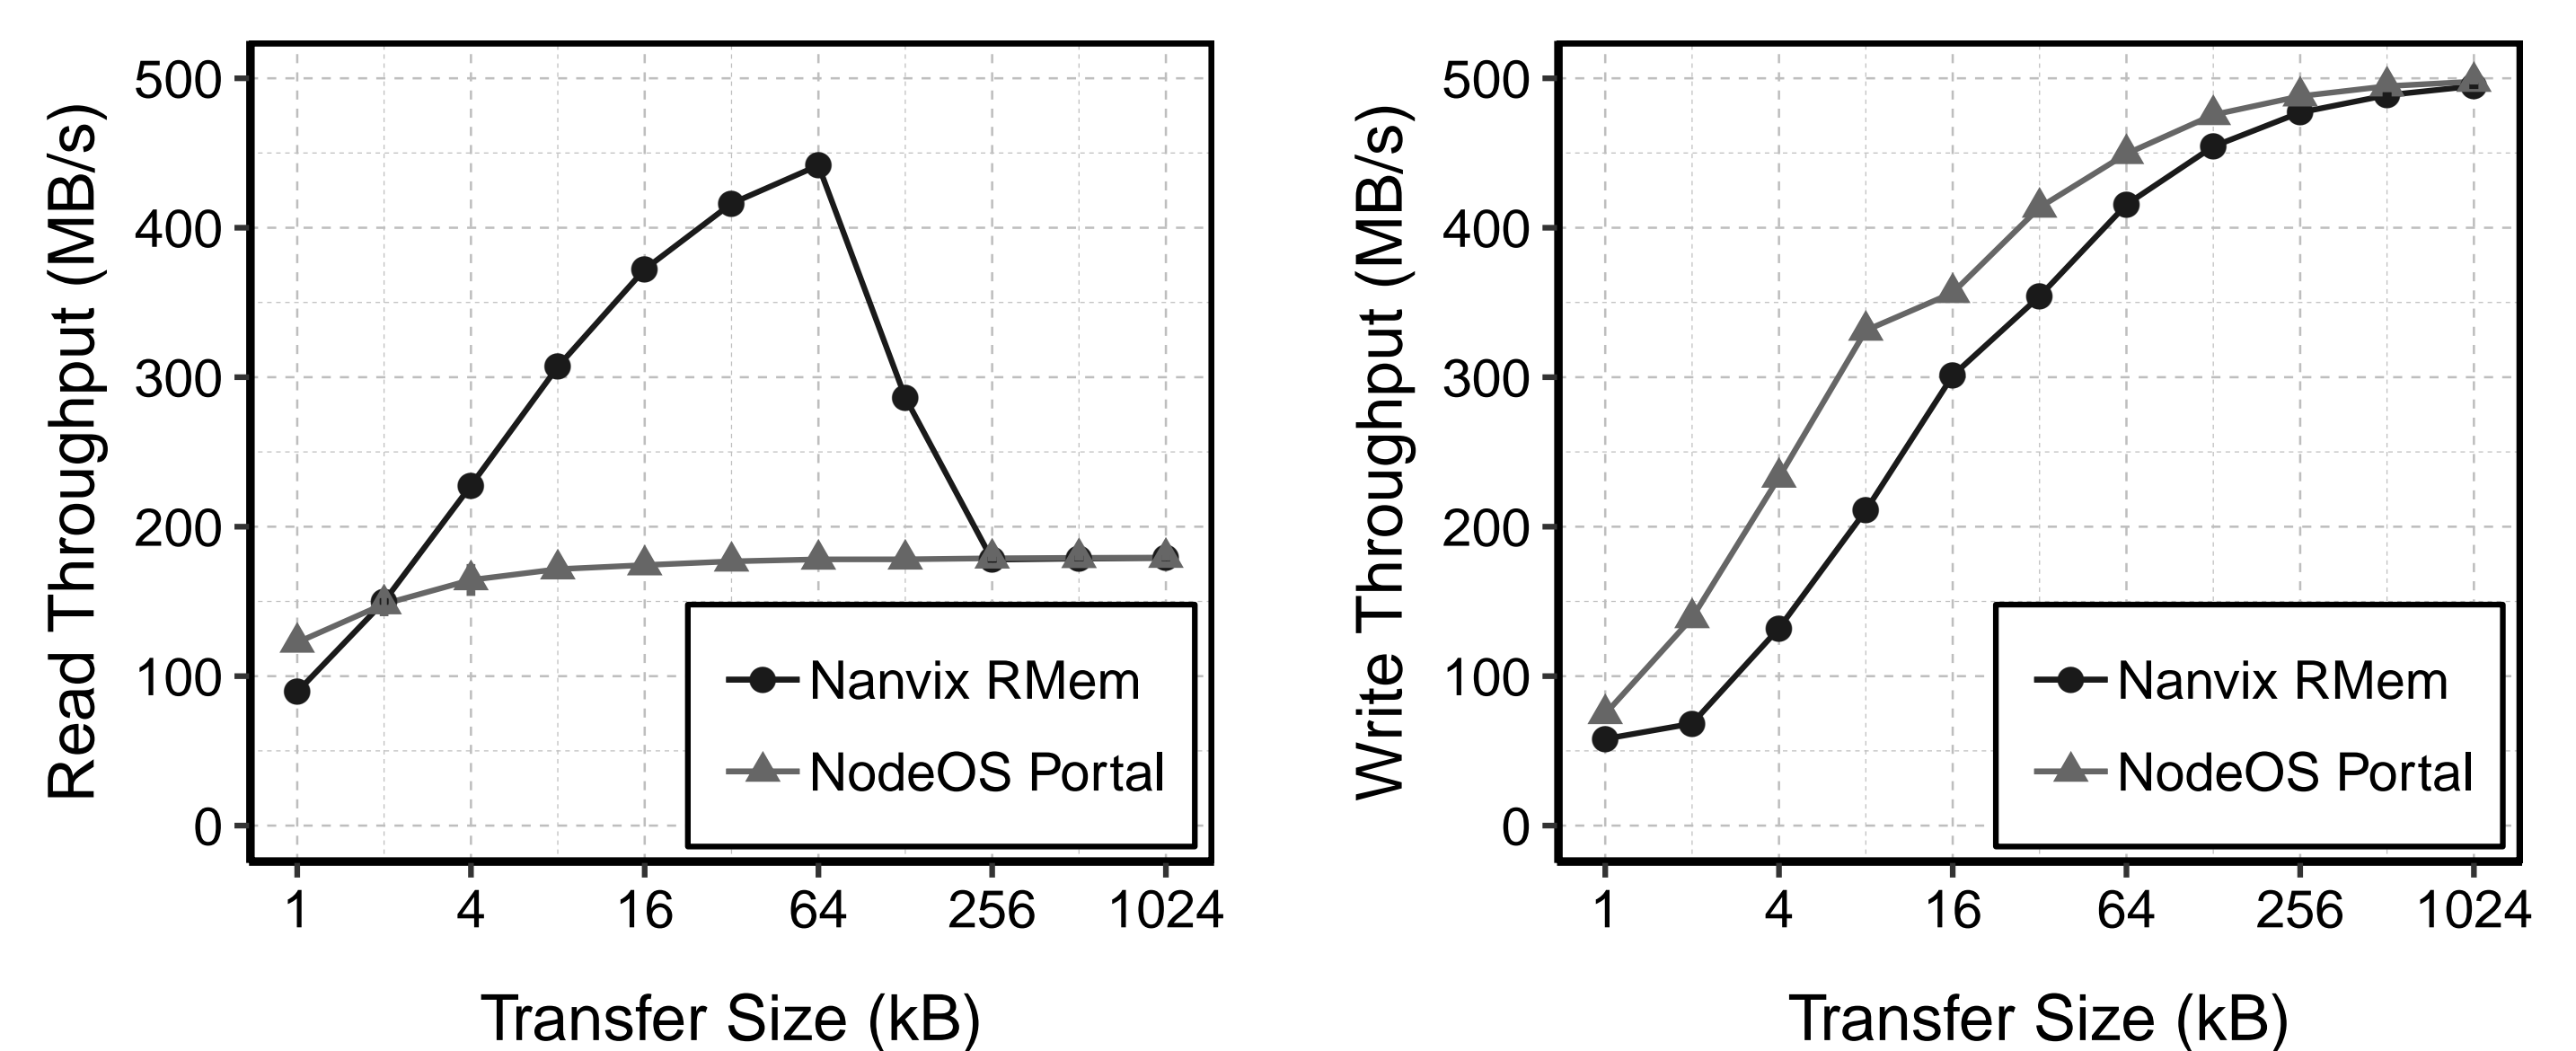 Read Throughput (MB/s)
500
400
300
200
100
0
1 4 16 64 256 1024
Transfer Size (kB)
Nanvix RMem
NodeOS Portal
Write Throughput (MB/s)
500
400
300
200
100
0
1 4 16 64 256 1024
Transfer Size (kB)
Nanvix RMem
NodeOS Portal